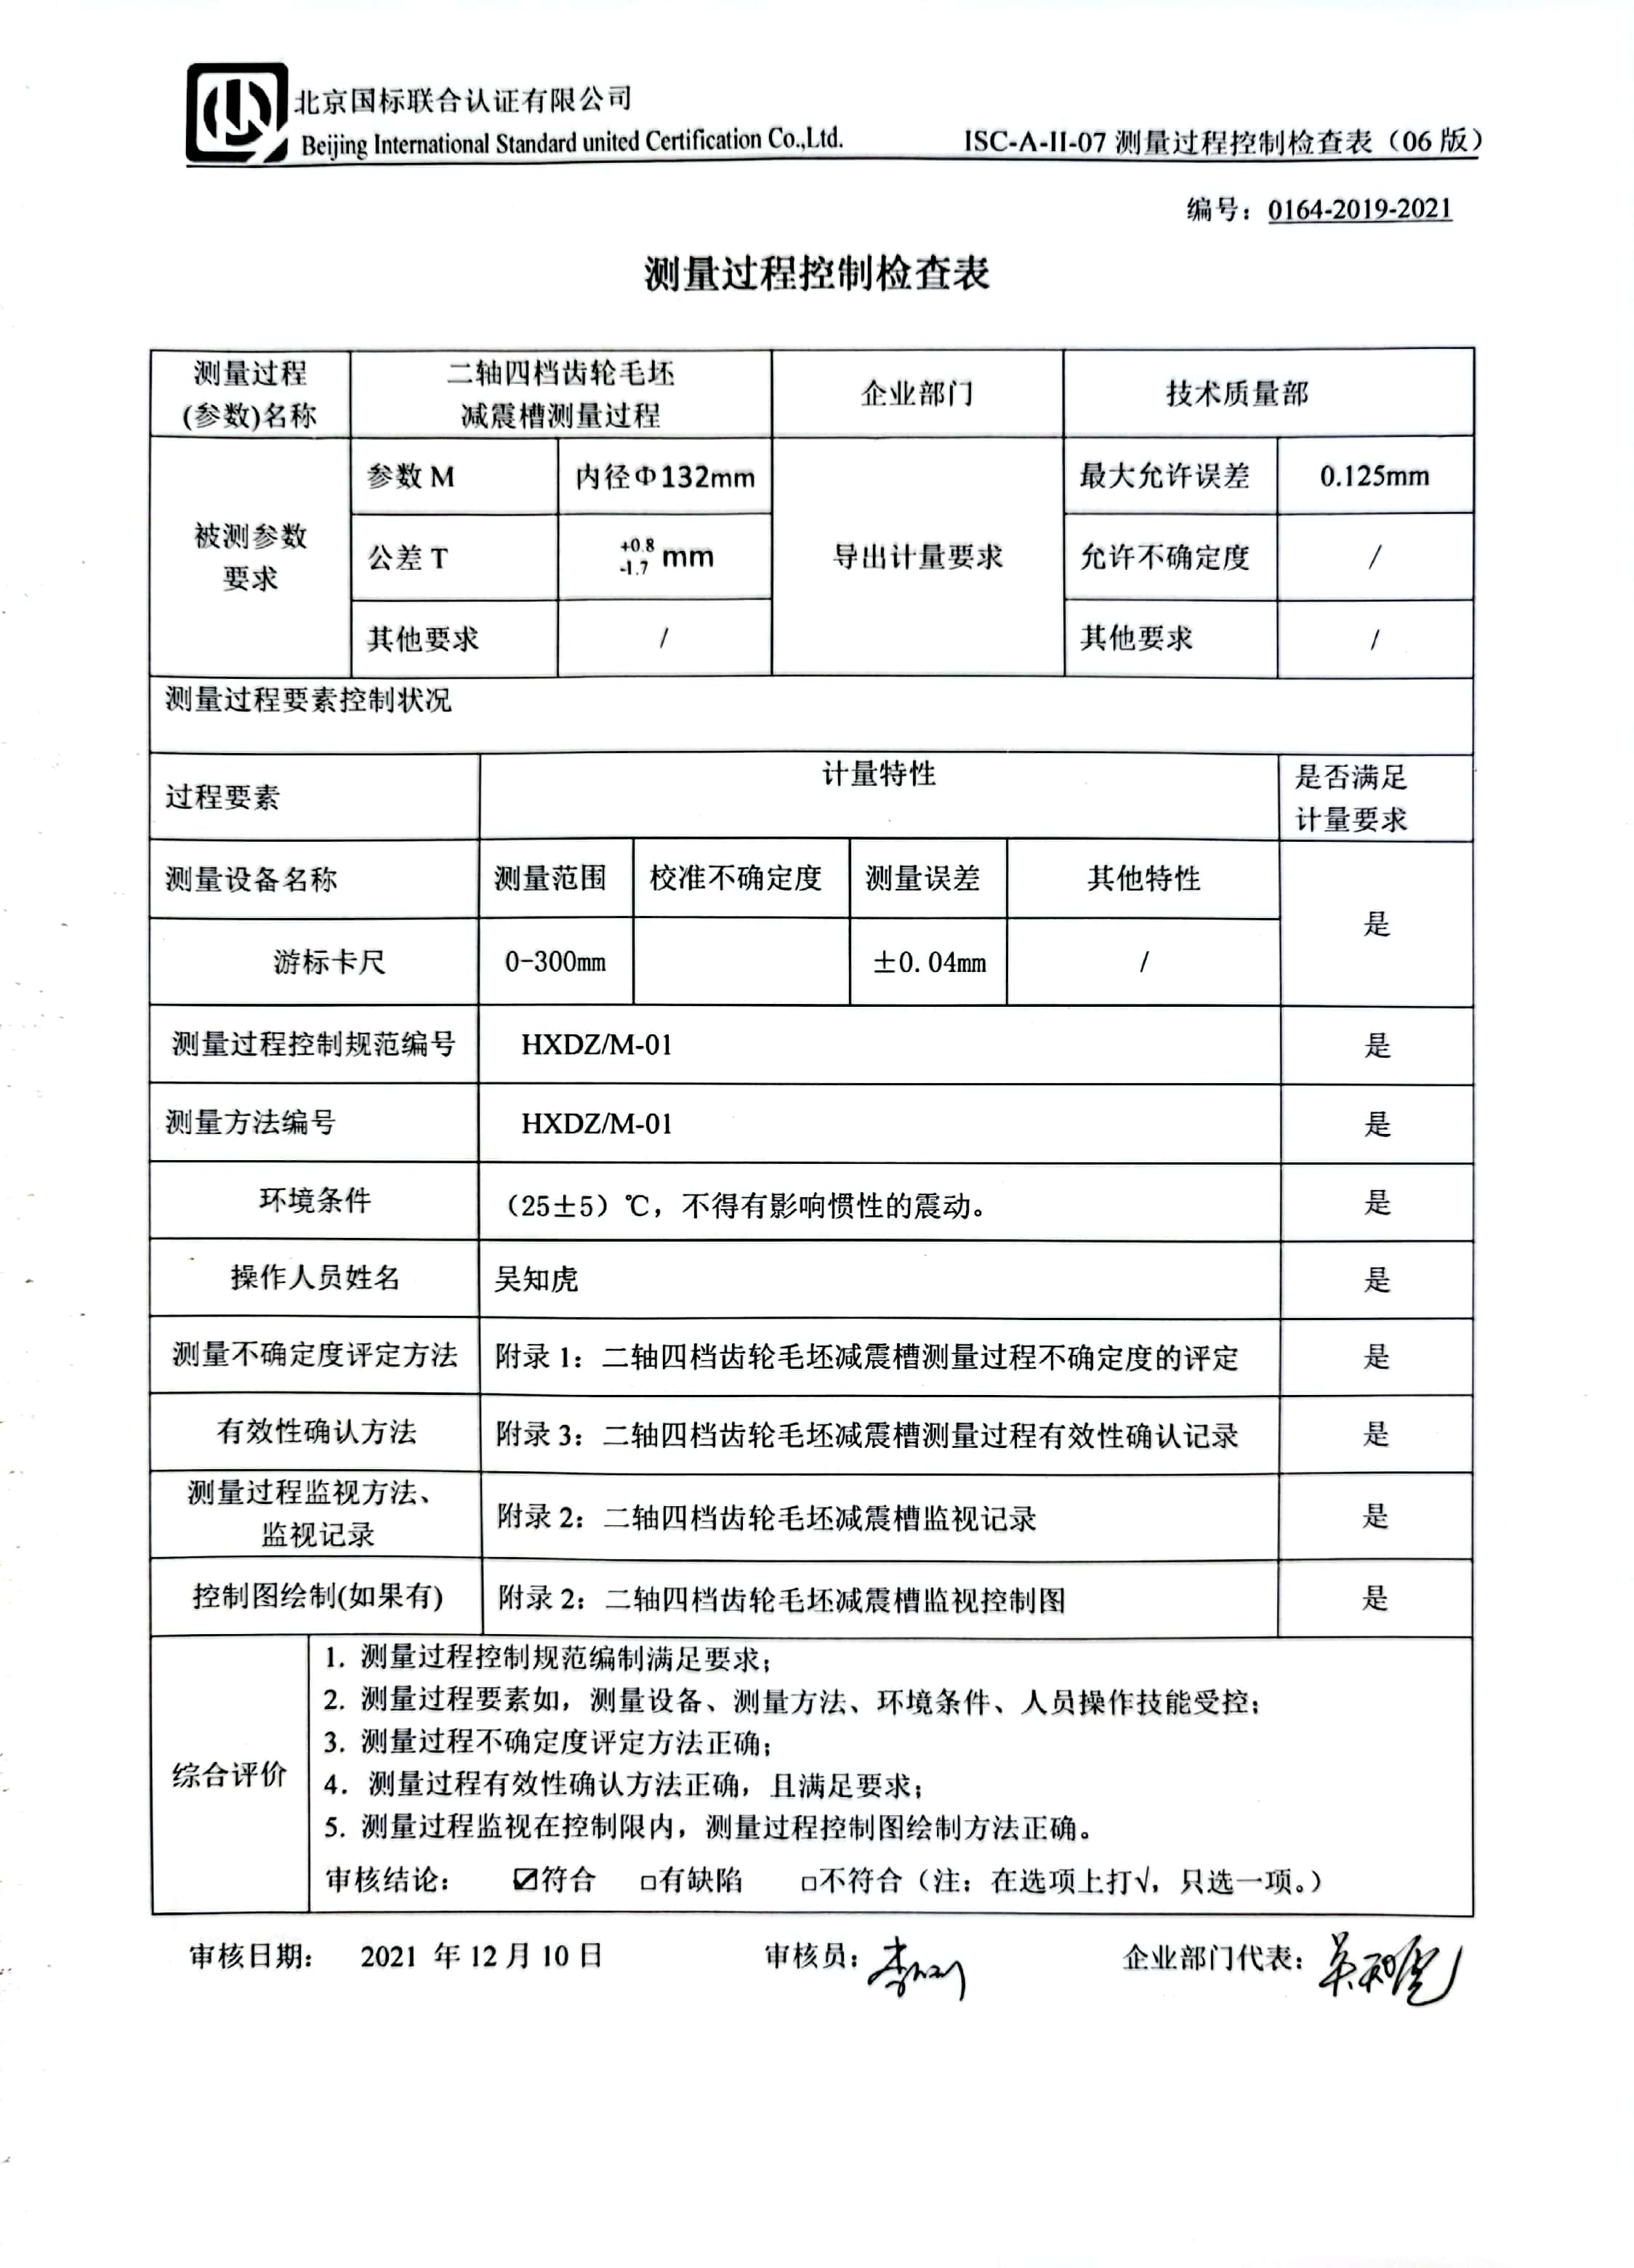 北京国标联合认证有限公司
Beijing International Standard united Certification Co.,Ltd.
ISC-A-II-07 测量过程控制检查表（06 版）
编号：0164-2019-2021
测量过程控制检查表
测量过程
(参数)名称
二轴四档齿轮毛坯
减震槽测量过程
企业部门
技术质量部
被测参数
要求
参数 M
内径Φ132mm
导出计量要求
最大允许误差
0.125mm
公差 T
+0.8
-1.7 mm
允许不确定度
/
其他要求
/
其他要求
/
测量过程要素控制状况
过程要素
计量特性
是否满足
计量要求
测量设备名称
测量范围
校准不确定度
测量误差
其他特性
是
游标卡尺
0-300mm
±0.04mm
/
测量过程控制规范编号
HXDZ/M-01
是
测量方法编号
HXDZ/M-01
是
环境条件
（25±5）℃，不得有影响惯性的震动。
是
操作人员姓名
吴知虎
是
测量不确定度评定方法
附录 1：二轴四档齿轮毛坯减震槽测量过程不确定度的评定
是
有效性确认方法
附录 3：二轴四档齿轮毛坯减震槽测量过程有效性确认记录
是
测量过程监视方法、
监视记录
附录 2：二轴四档齿轮毛坯减震槽监视记录
是
控制图绘制(如果有)
附录 2：二轴四档齿轮毛坯减震槽监视控制图
是
综合评价
1. 测量过程控制规范编制满足要求；
2. 测量过程要素如，测量设备、测量方法、环境条件、人员操作技能受控；
3. 测量过程不确定度评定方法正确；
4. 测量过程有效性确认方法正确，且满足要求；
5. 测量过程监视在控制限内，测量过程控制图绘制方法正确。
审核结论： ☑符合 □有缺陷 □不符合（注：在选项上打√，只选一项。）
审核日期： 2021 年 12 月 10 日
审核员：
企业部门代表：吴知虎